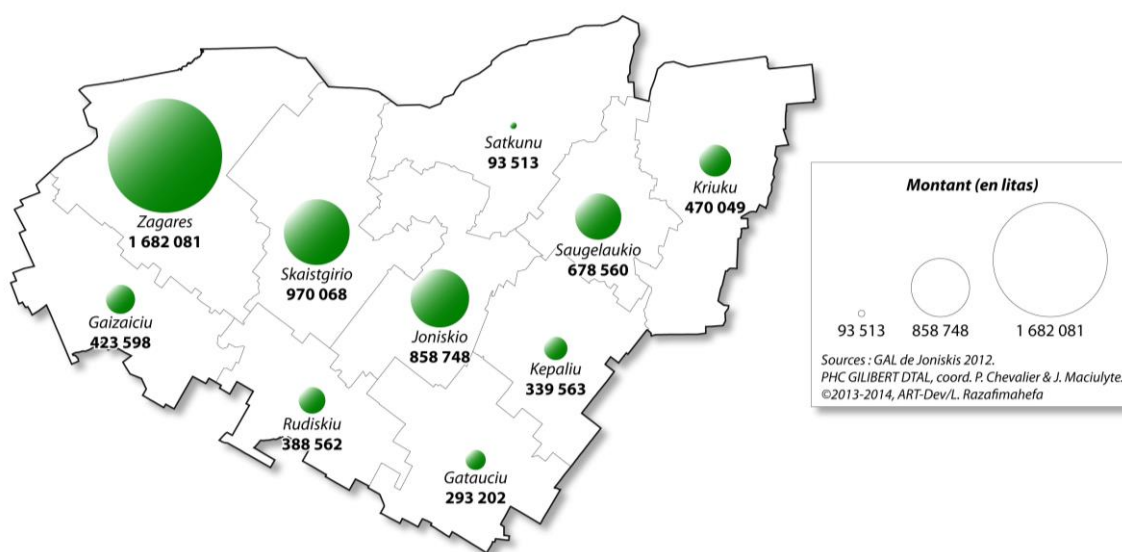 Satkunu
93 513
Kriuku
470 049
Zagares
1 682 081
Skaistgirio
970 068
Saugelaukio
678 560
Gaizaiciu
423 598
Joniskio
858 748
Kepaliu
339 563
Rudiskiu
388 562
Gatauciu
293 202
Montant (en litas)
93 513
858 748
1 682 081
Sources : GAL de Joniskis 2012.
PHC GILIBERT DTAL, coord. P. Chevalier & J. Maciulyte.
©2013-2014, ART-Dev/L. Razafimahefa